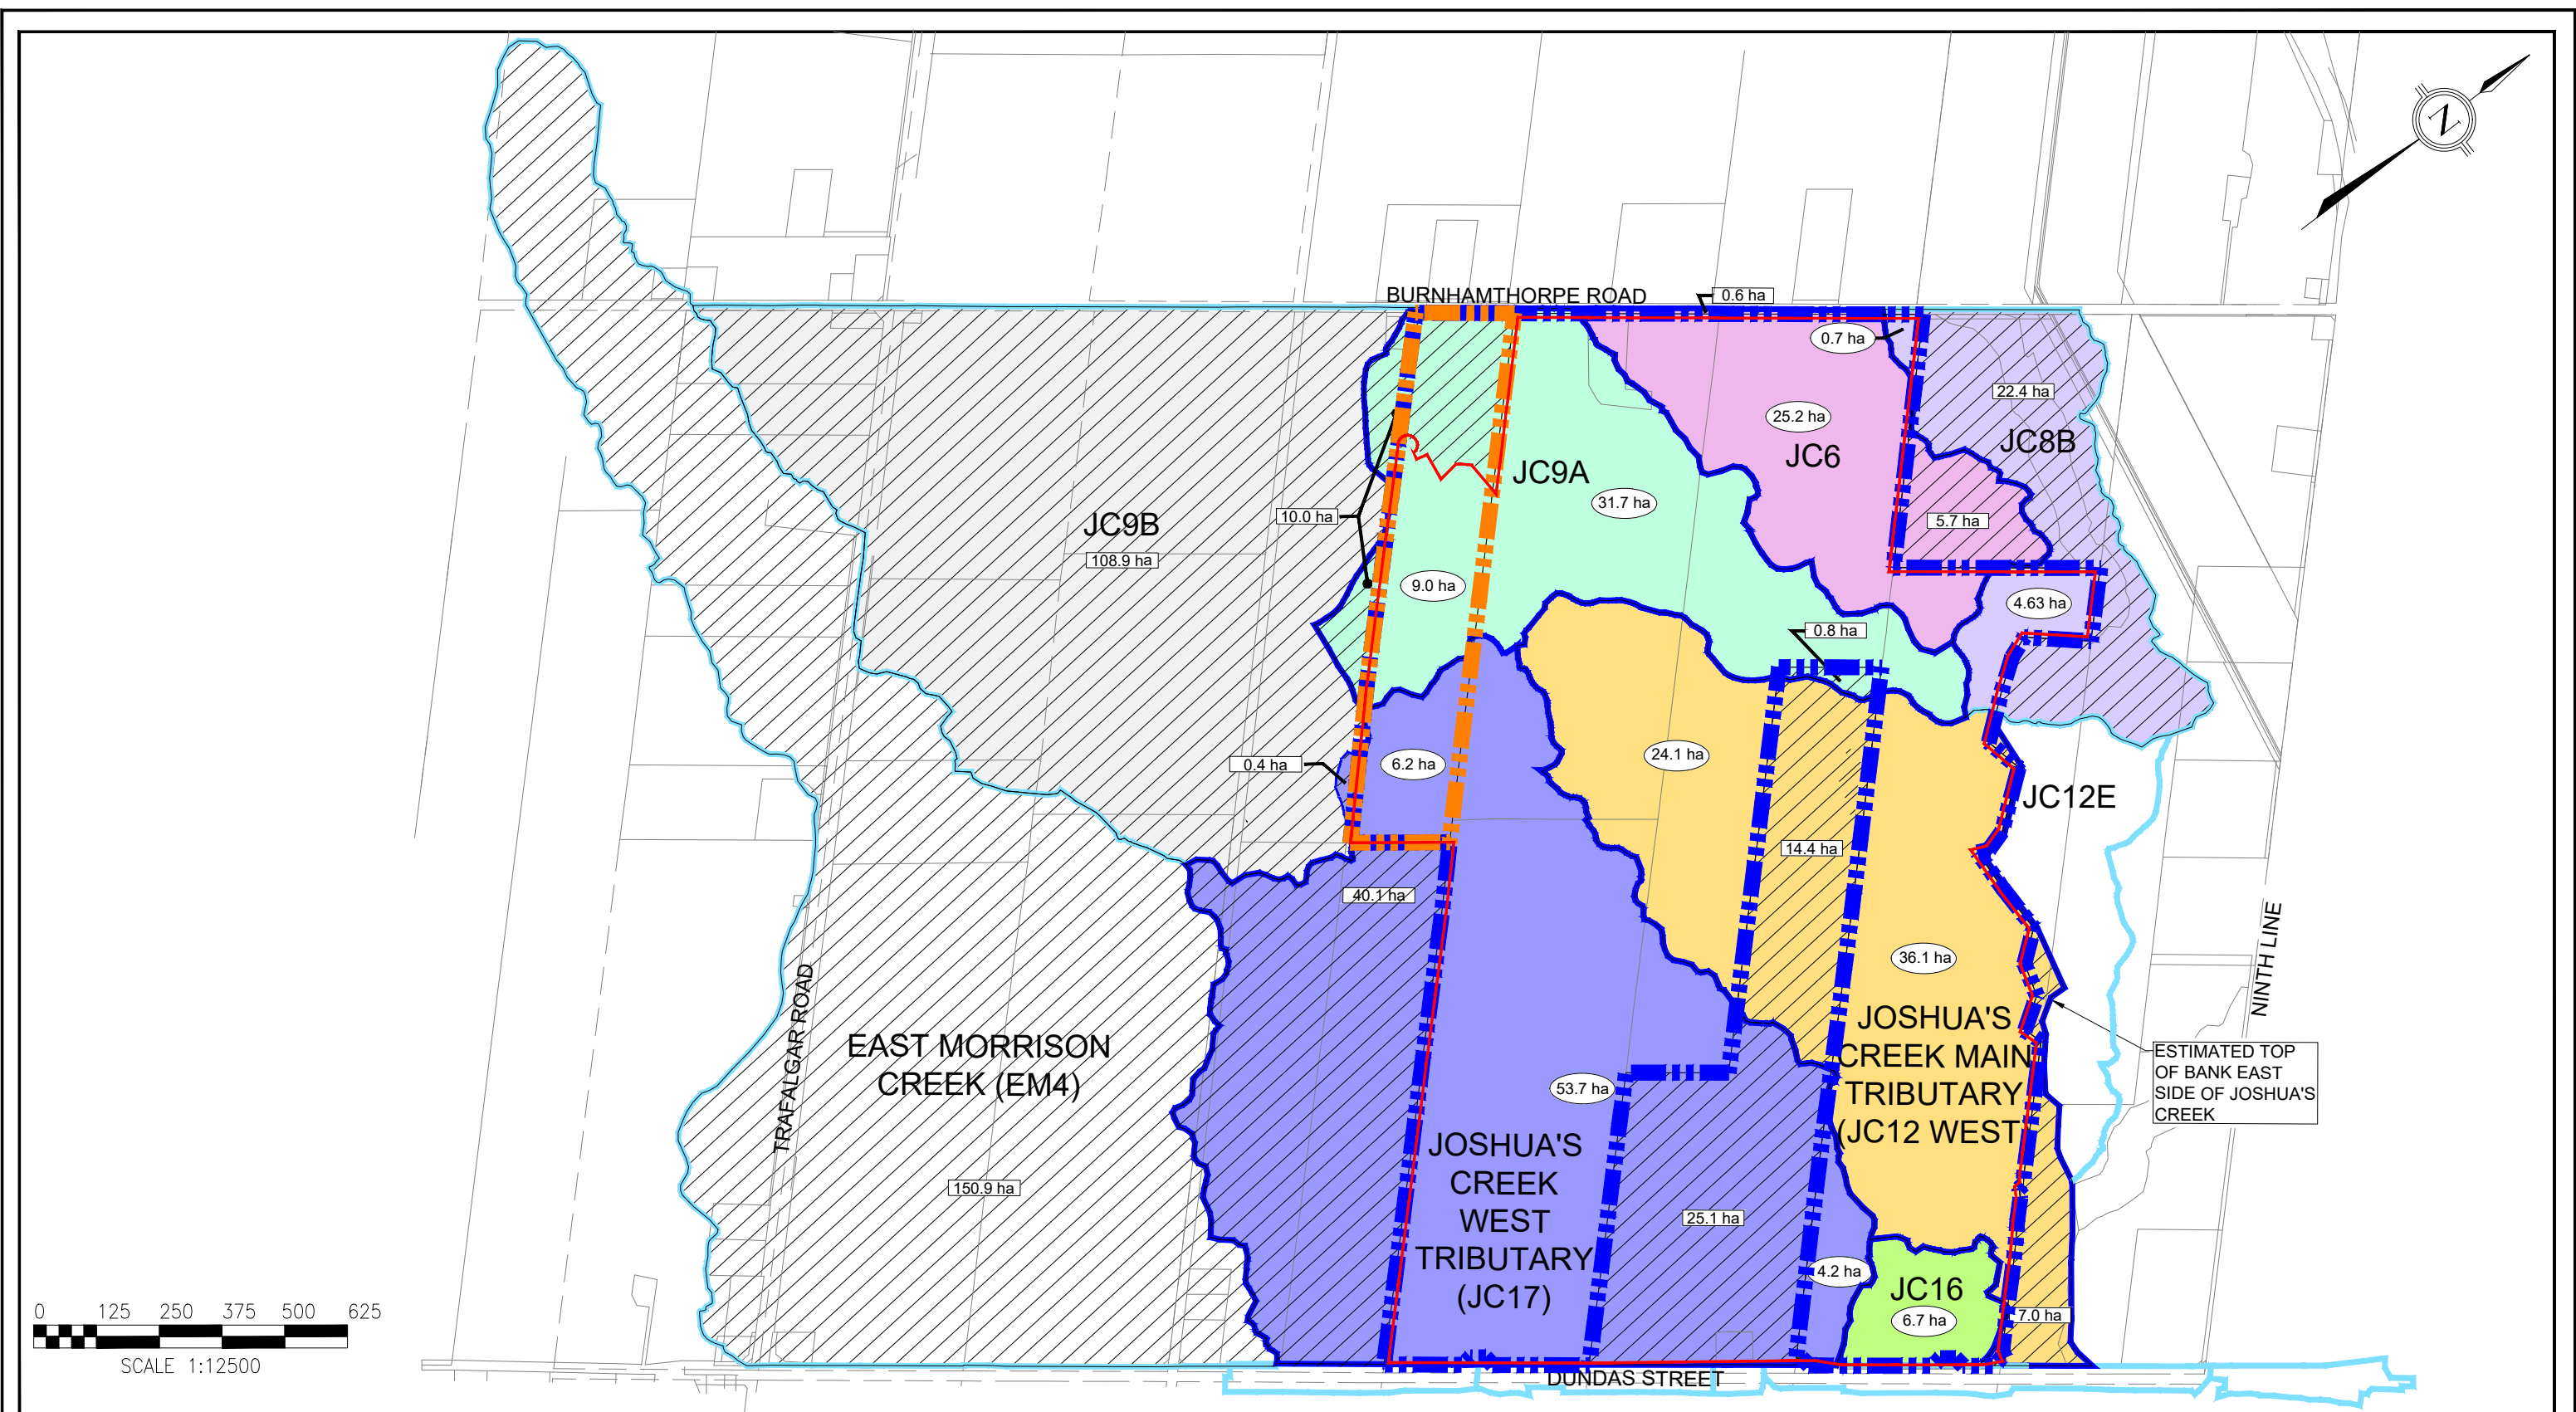 BURNHAMTHORPE ROAD
0.6 ha
0.7 ha
N
25.2 ha
JC6
22.4 ha
JC8B
JC9A
31.7 ha
10.0 ha
JC9B
108.9 ha
5.7 ha
9.0 ha
4.63 ha
0.8 ha
0.4 ha
6.2 ha
24.1 ha
JC12E
14.4 ha
40.1 ha
36.1 ha
NINTH LINE
TRAFALGAR ROAD
EAST MORRISON
CREEK (EM4)
150.9 ha
JOSHUA'S
CREEK MAIN
TRIBUTARY
(JC12 WEST
ESTIMATED TOP
OF BANK EAST
SIDE OF JOSHUA'S
CREEK
53.7 ha
JOSHUA'S
CREEK
WEST
TRIBUTARY
(JC17)
25.1 ha
4.2 ha
JC16
6.7 ha
7.0 ha
0 125 250 375 500 625
SCALE 1:12500
DUNDAS STREET